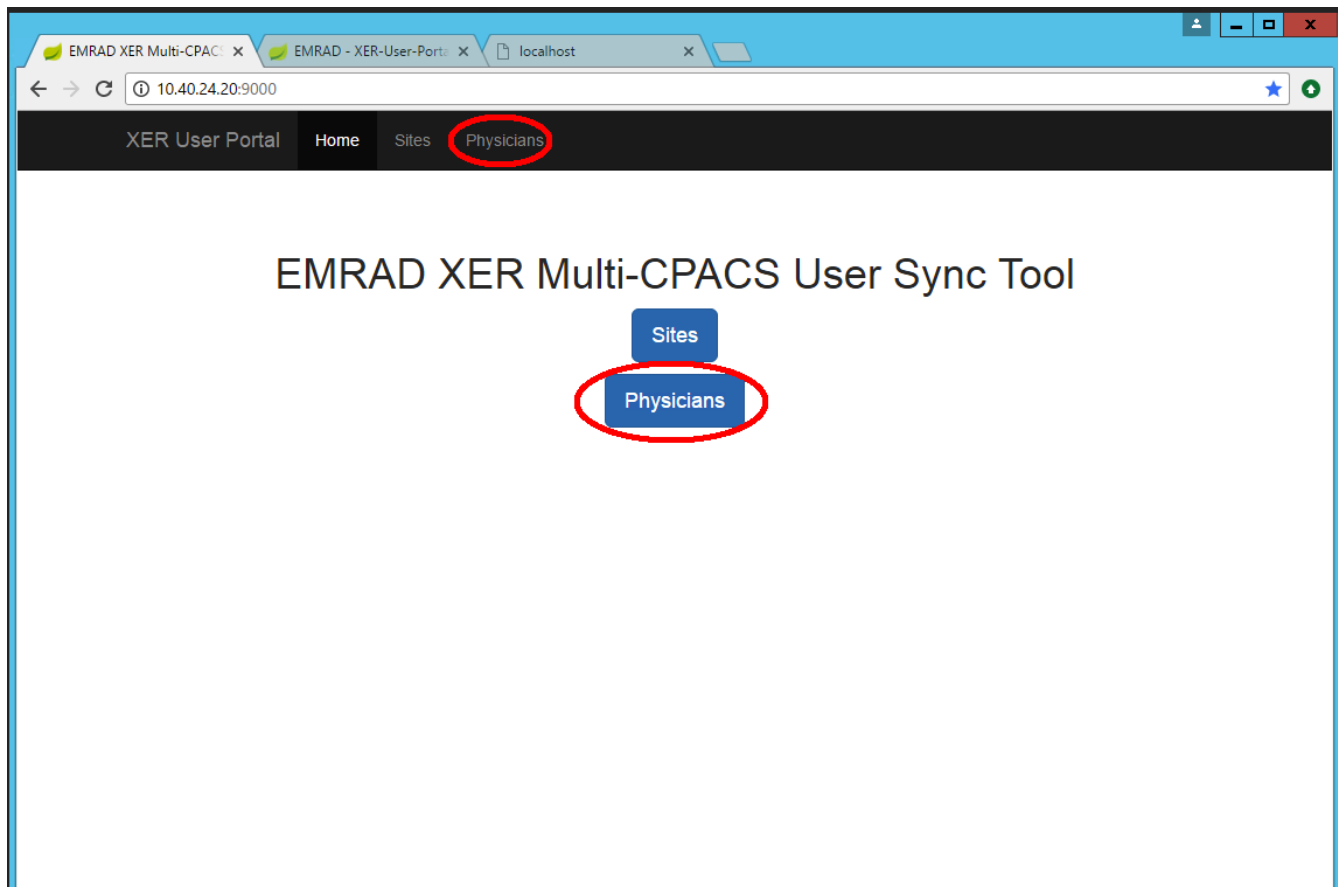 EMRAD XER Multi-CPACS
EMRAD - XER-User-Porta
localhost
10.40.24.20:9000
XER User Portal Home Sites Physicians
EMRAD XER Multi-CPACS User Sync Tool
Sites
Physicians